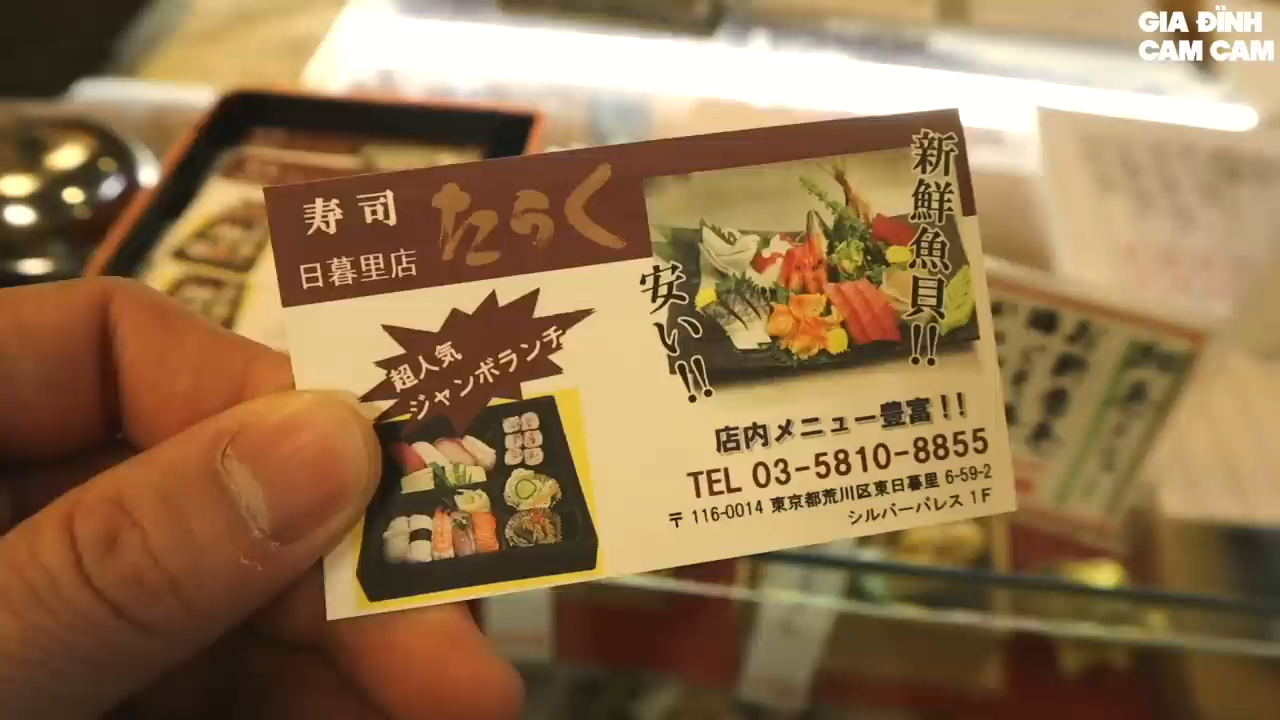 GIA ĐÌNH
CAM CAM
寿司 たらく
日暮里店
新鮮魚貝!!
安い!!
超人気
ジャンボランチ
店内メニュー豊富!!
TEL 03-5810-8855
〒116-0014 東京都荒川区東日暮里 6-59-2
シルバーパレス 1F